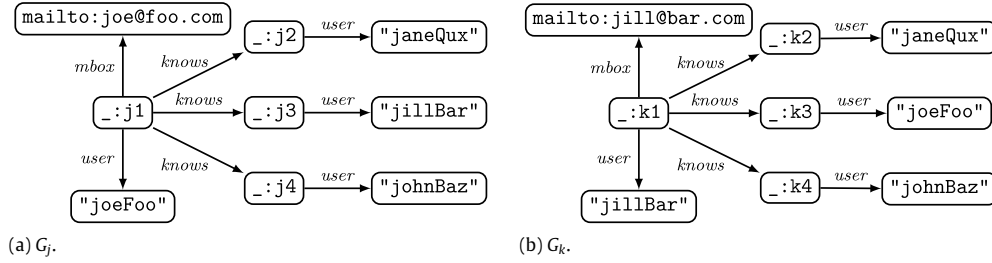 mailto:joe@foo.com
_:j2
user
"janeQux"
mbox
knows
_:j1
knows
_:j3
user
"jillBar"
user
knows
_:j4
user
"johnBaz"
"joeFoo"
(a) Gj.
mailto:jill@bar.com
_:k2
user
"janeQux"
mbox
knows
_:k1
knows
_:k3
user
"joeFoo"
user
knows
_:k4
user
"johnBaz"
"jillBar"
(b) Gk.